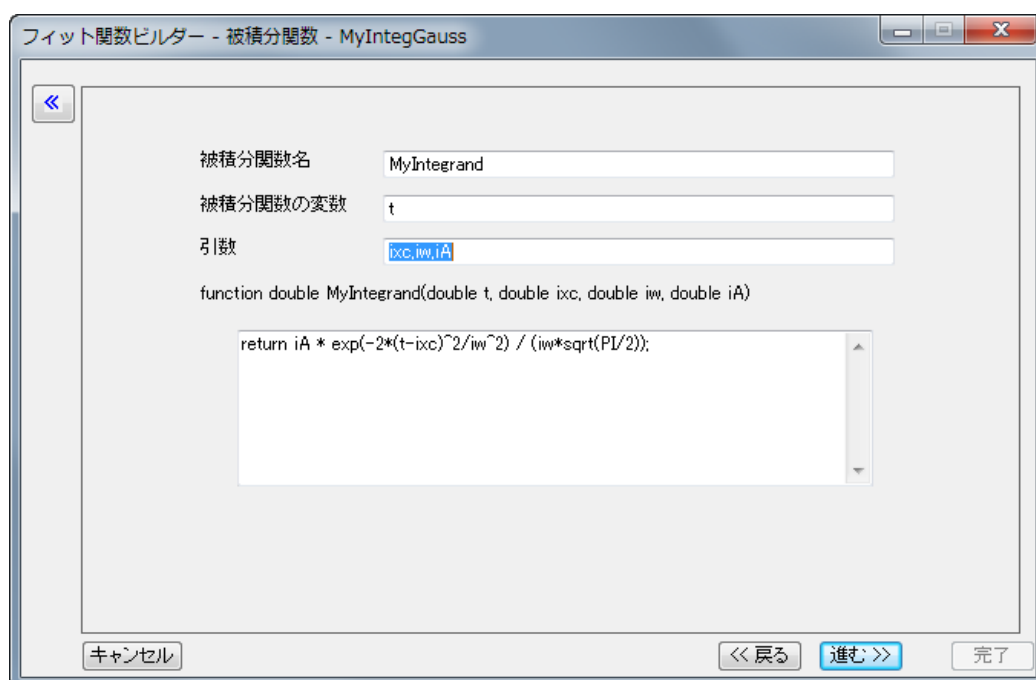 フィット関数ビルダー - 被積分関数 - MyIntegGauss
被積分関数名 MyIntegrand
被積分関数の変数 t
引数 ixc,iw,iA
function double MyIntegrand(double t, double ixc, double iw, double iA)
return iA * exp(-2*(t-ixc)^2/iw^2) / (iw*sqrt(PI/2));
キャンセル << 戻る 進む >> 完了